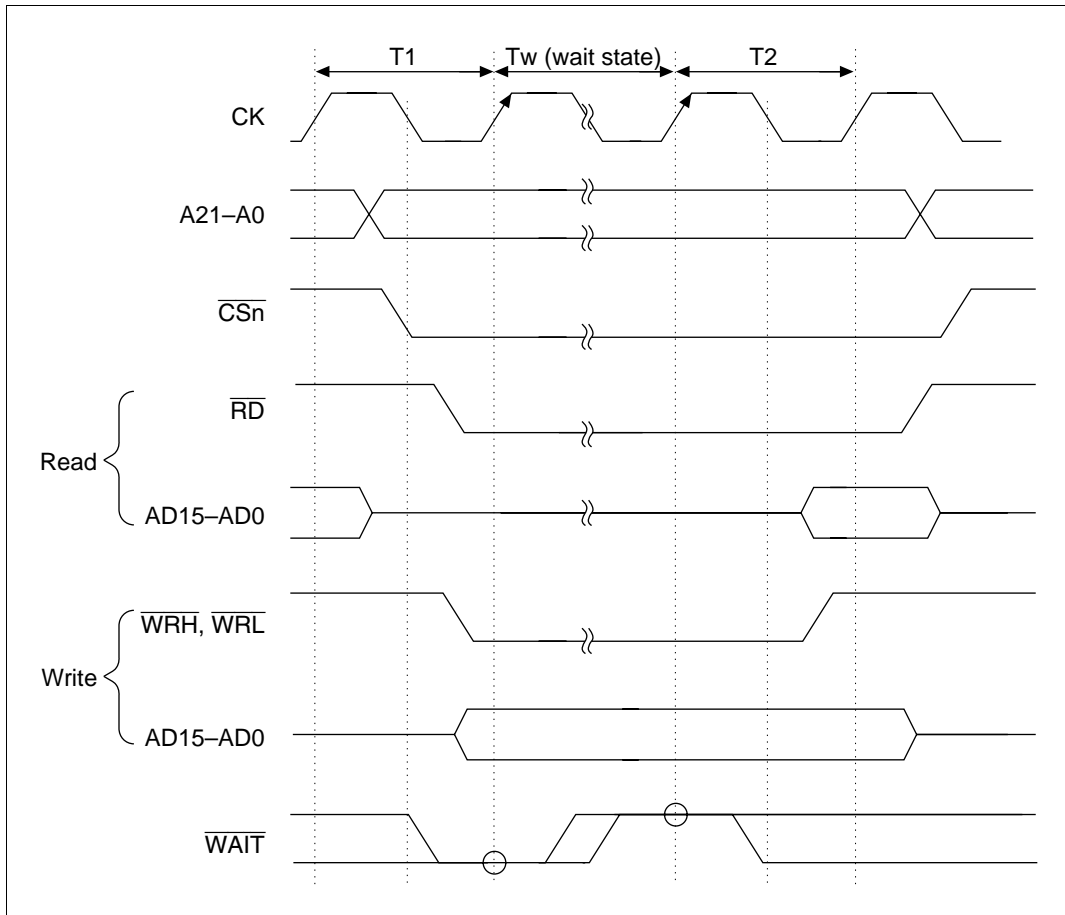 T1 Tw (wait state) T2
CK
A21–A0
CSn
RD
Read
AD15–AD0
WRH, WRL
Write
AD15–AD0
WAIT